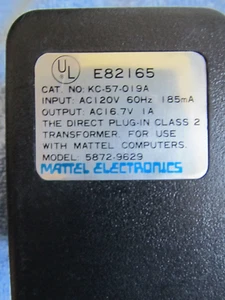 UL
E82165
CAT. NO: KC-57-019A
INPUT: AC120V 60Hz 185mA
OUTPUT: AC16.7V 1A
THE DIRECT PLUG-IN CLASS 2
TRANSFORMER. FOR USE
WITH MATTEL COMPUTERS.
MODEL: 5872-9629
MATTEL ELECTRONICS